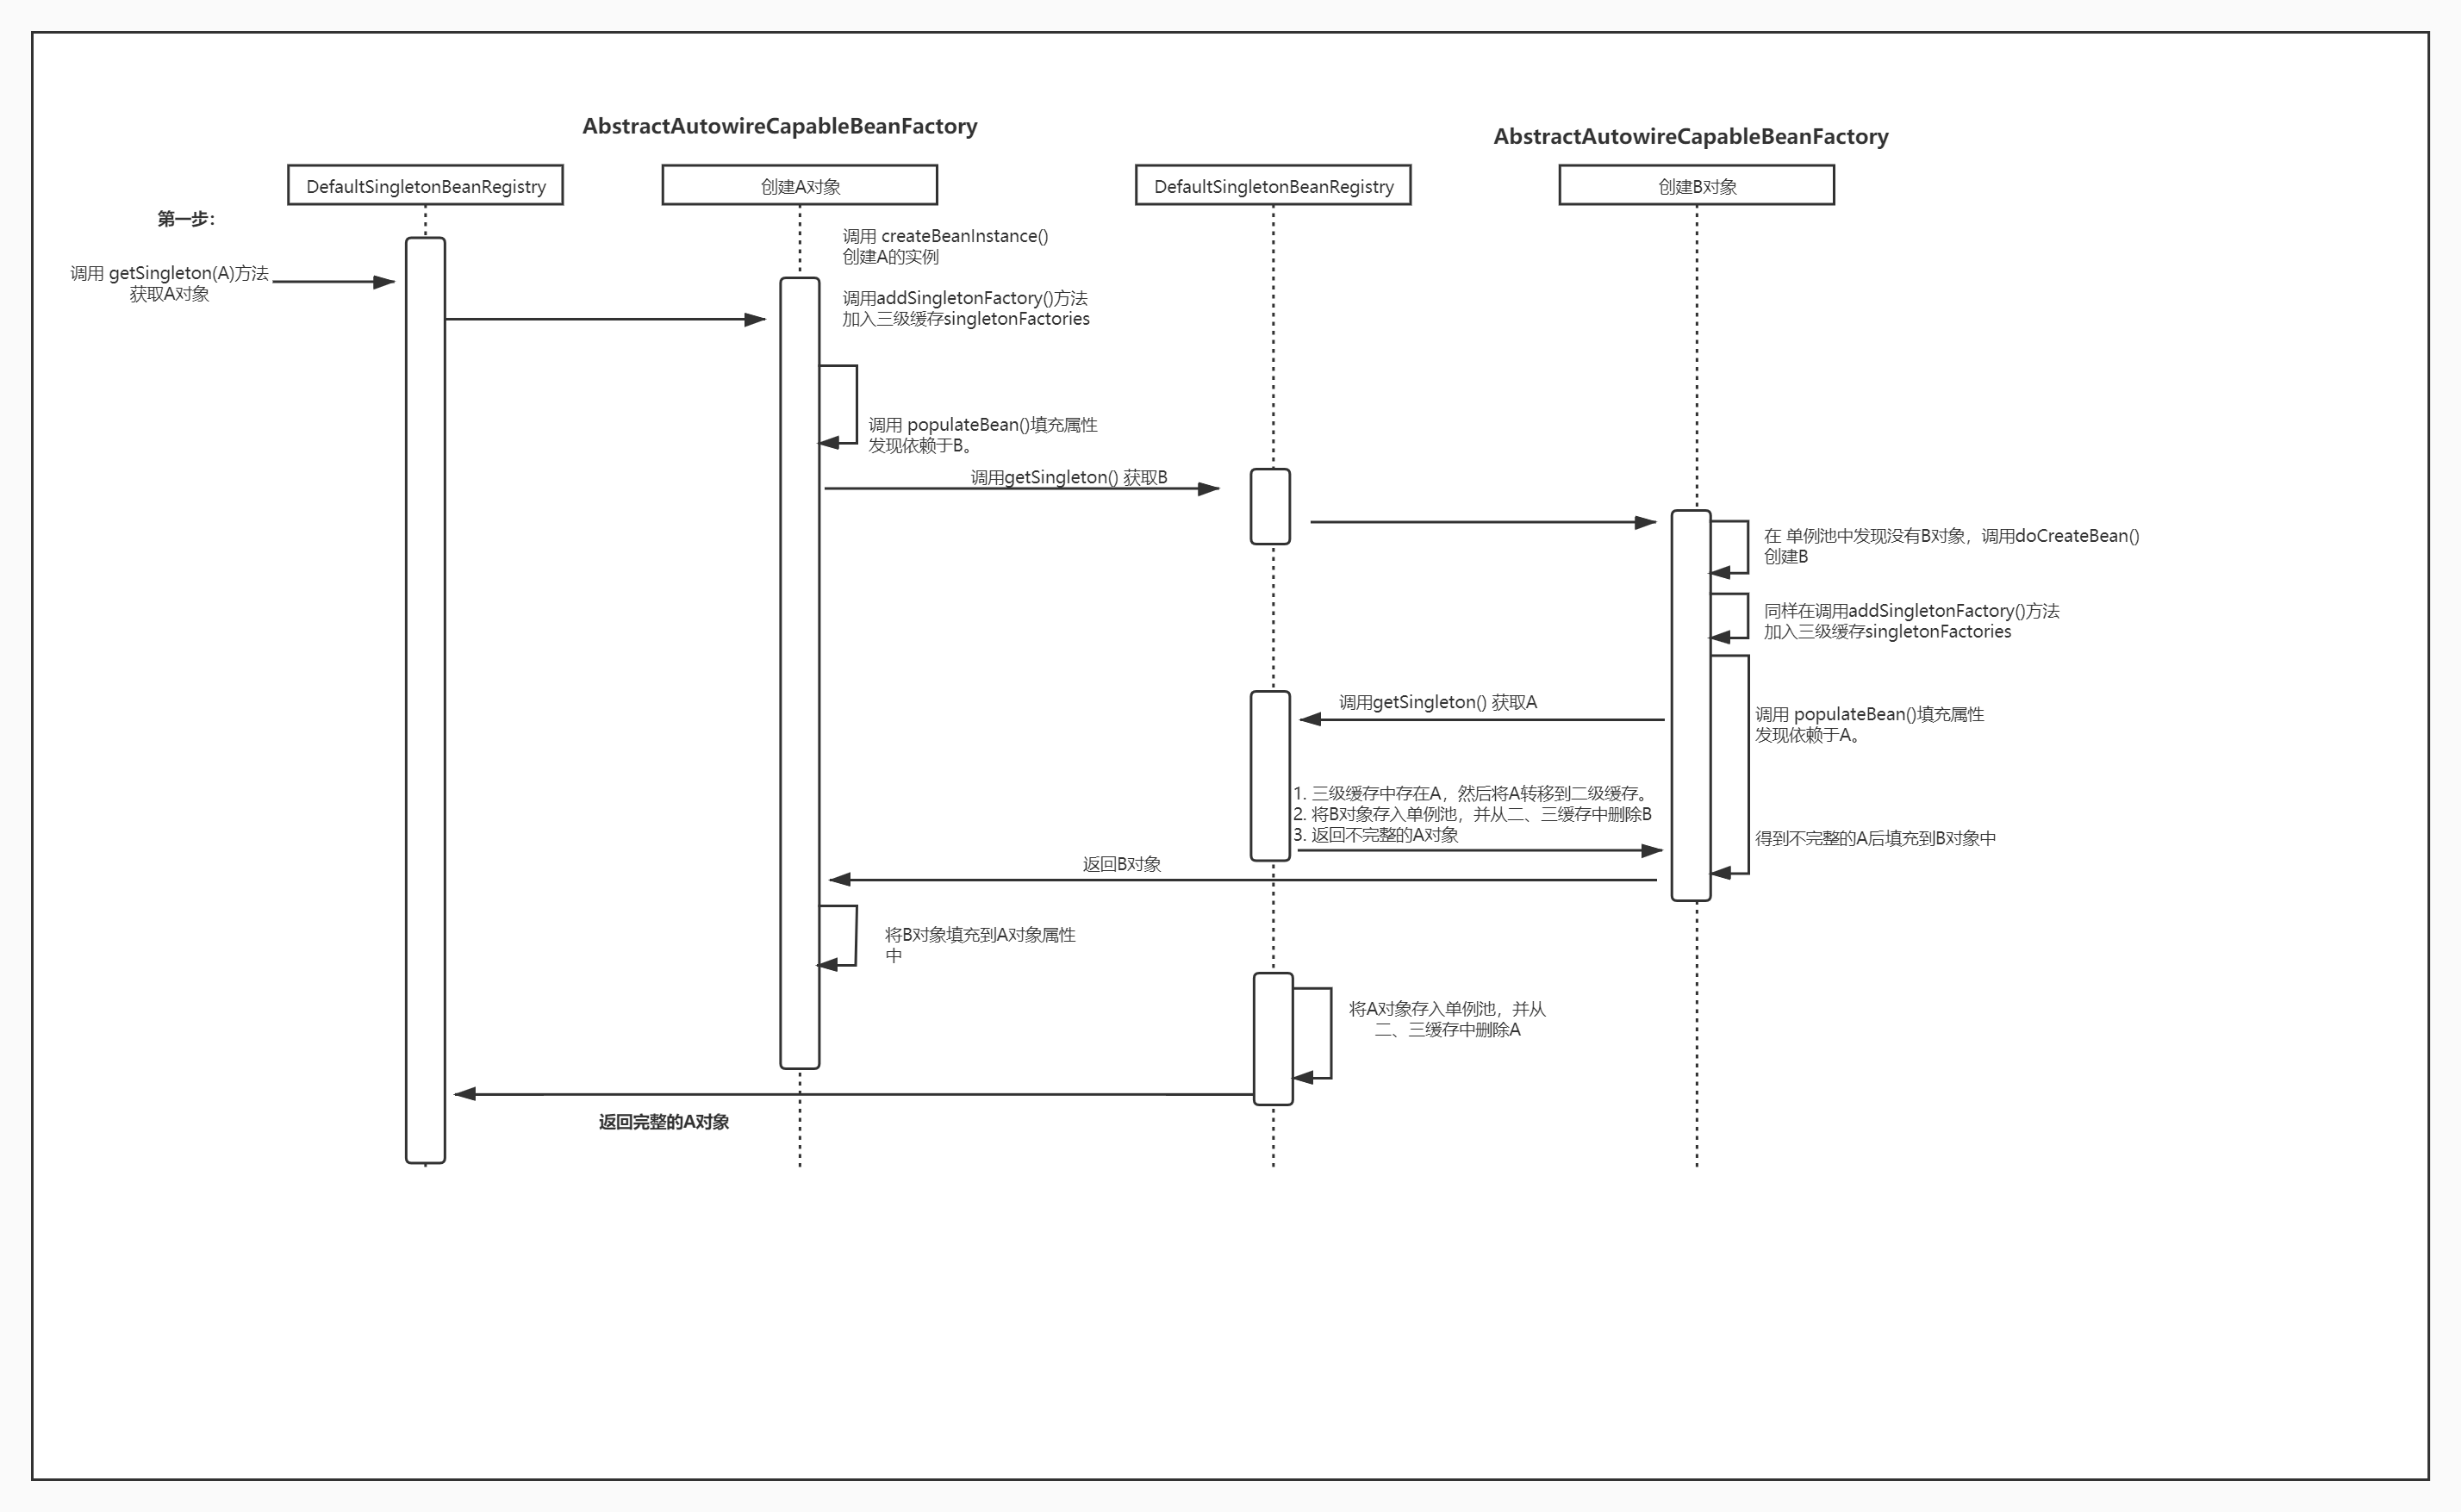 AbstractAutowireCapableBeanFactory
AbstractAutowireCapableBeanFactory
DefaultSingletonBeanRegistry
创建A对象
DefaultSingletonBeanRegistry
创建B对象
第一步：
调用 getSingleton(A)方法
获取A对象
调用 createBeanInstance()
创建A的实例
调用addSingletonFactory()方法
加入三级缓存singletonFactories
调用 populateBean()填充属性
发现依赖于B。
调用getSingleton() 获取B
在 单例池中发现没有B对象，调用doCreateBean()
创建B
同样在调用addSingletonFactory()方法
加入三级缓存singletonFactories
调用getSingleton() 获取A
调用 populateBean()填充属性
发现依赖于A。
1. 三级缓存中存在A，然后将A转移到二级缓存。
2. 将B对象存入单例池，并从二、三缓存中删除B
3. 返回不完整的A对象
得到不完整的A后填充到B对象中
返回B对象
将B对象填充到A对象属性
中
将A对象存入单例池，并从
二、三缓存中删除A
返回完整的A对象